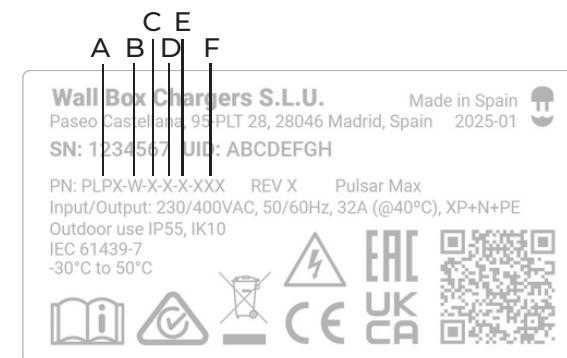 C E
A B D F
Wall Box Chargers S.L.U. Made in Spain
Paseo Castellana, 95-PLT 28, 28046 Madrid, Spain 2025-01
SN: 1234567 UID: ABCDEFGH
PN: PLPX-W-X-X-X-XXX REV X Pulsar Max
Input/Output: 230/400VAC, 50/60Hz, 32A (@40ºC), XP+N+PE
Outdoor use IP55, IK10
IEC 61439-7
-30°C to 50°C
EAC
CE
UK
CA